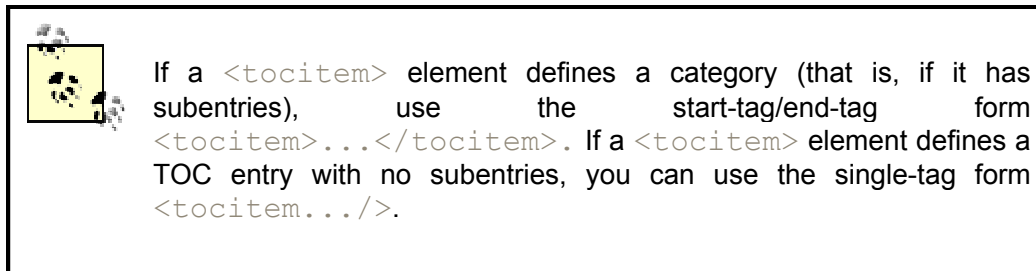 If a <tocitem> element defines a category (that is, if it has
subentries), use the start-tag/end-tag form
<tocitem>...</tocitem>. If a <tocitem> element defines a
TOC entry with no subentries, you can use the single-tag form
<tocitem.../>.